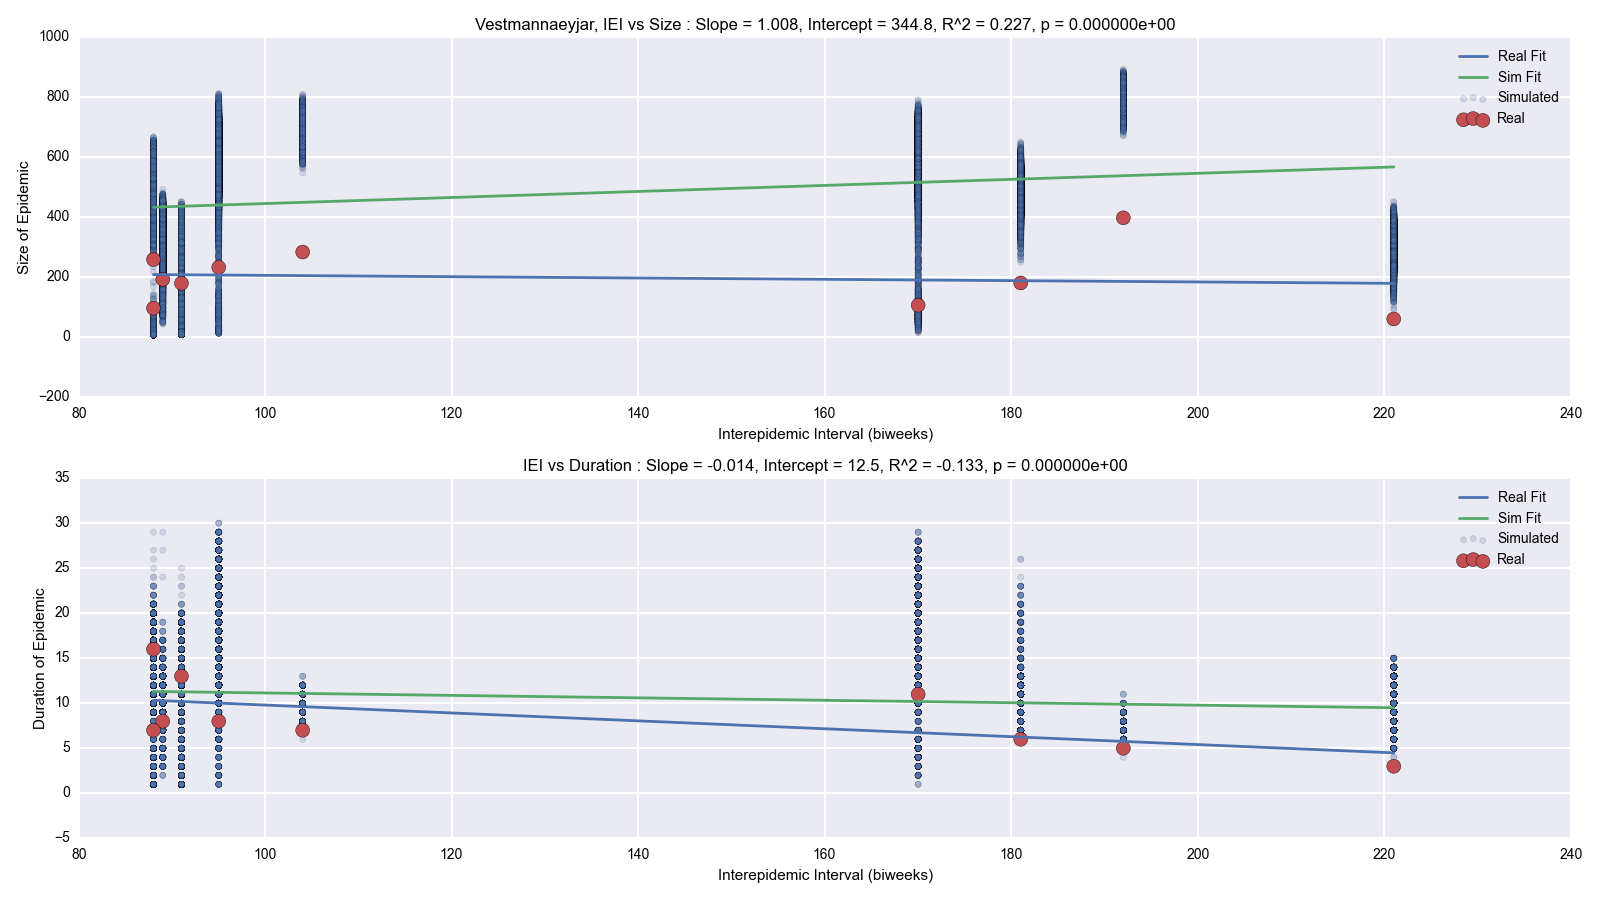 Vestmannaeyjar, IEI vs Size : Slope = 1.008, Intercept = 344.8, R^2 = 0.227, p = 0.000000e+00
1000
800
600
400
200
0
−200
Size of Epidemic
Real Fit
Sim Fit
Simulated
Real
80 100 120 140 160 180 200 220 240
Interepidemic Interval (biweeks)
IEI vs Duration : Slope = -0.014, Intercept = 12.5, R^2 = -0.133, p = 0.000000e+00
35
30
25
20
15
10
5
0
−5
Duration of Epidemic
Real Fit
Sim Fit
Simulated
Real
80 100 120 140 160 180 200 220 240
Interepidemic Interval (biweeks)